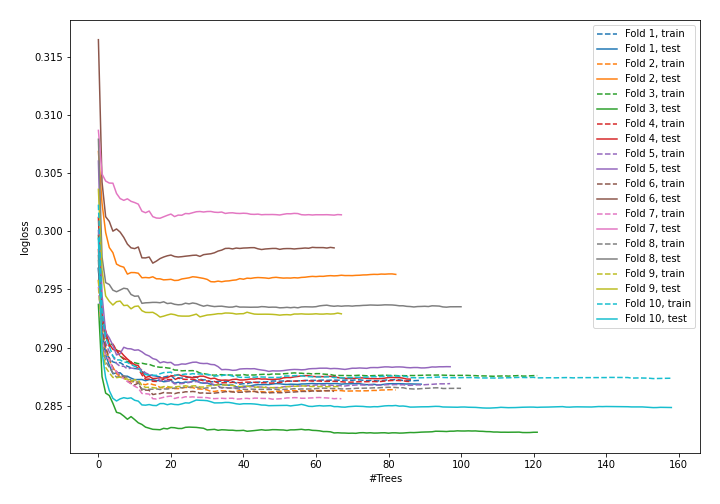 0.315
0.310
0.305
0.300
0.295
0.290
0.285
logloss
0
20
40
60
80
100
120
140
160
#Trees
Fold 1, train
Fold 1, test
Fold 2, train
Fold 2, test
Fold 3, train
Fold 3, test
Fold 4, train
Fold 4, test
Fold 5, train
Fold 5, test
Fold 6, train
Fold 6, test
Fold 7, train
Fold 7, test
Fold 8, train
Fold 8, test
Fold 9, train
Fold 9, test
Fold 10, train
Fold 10, test